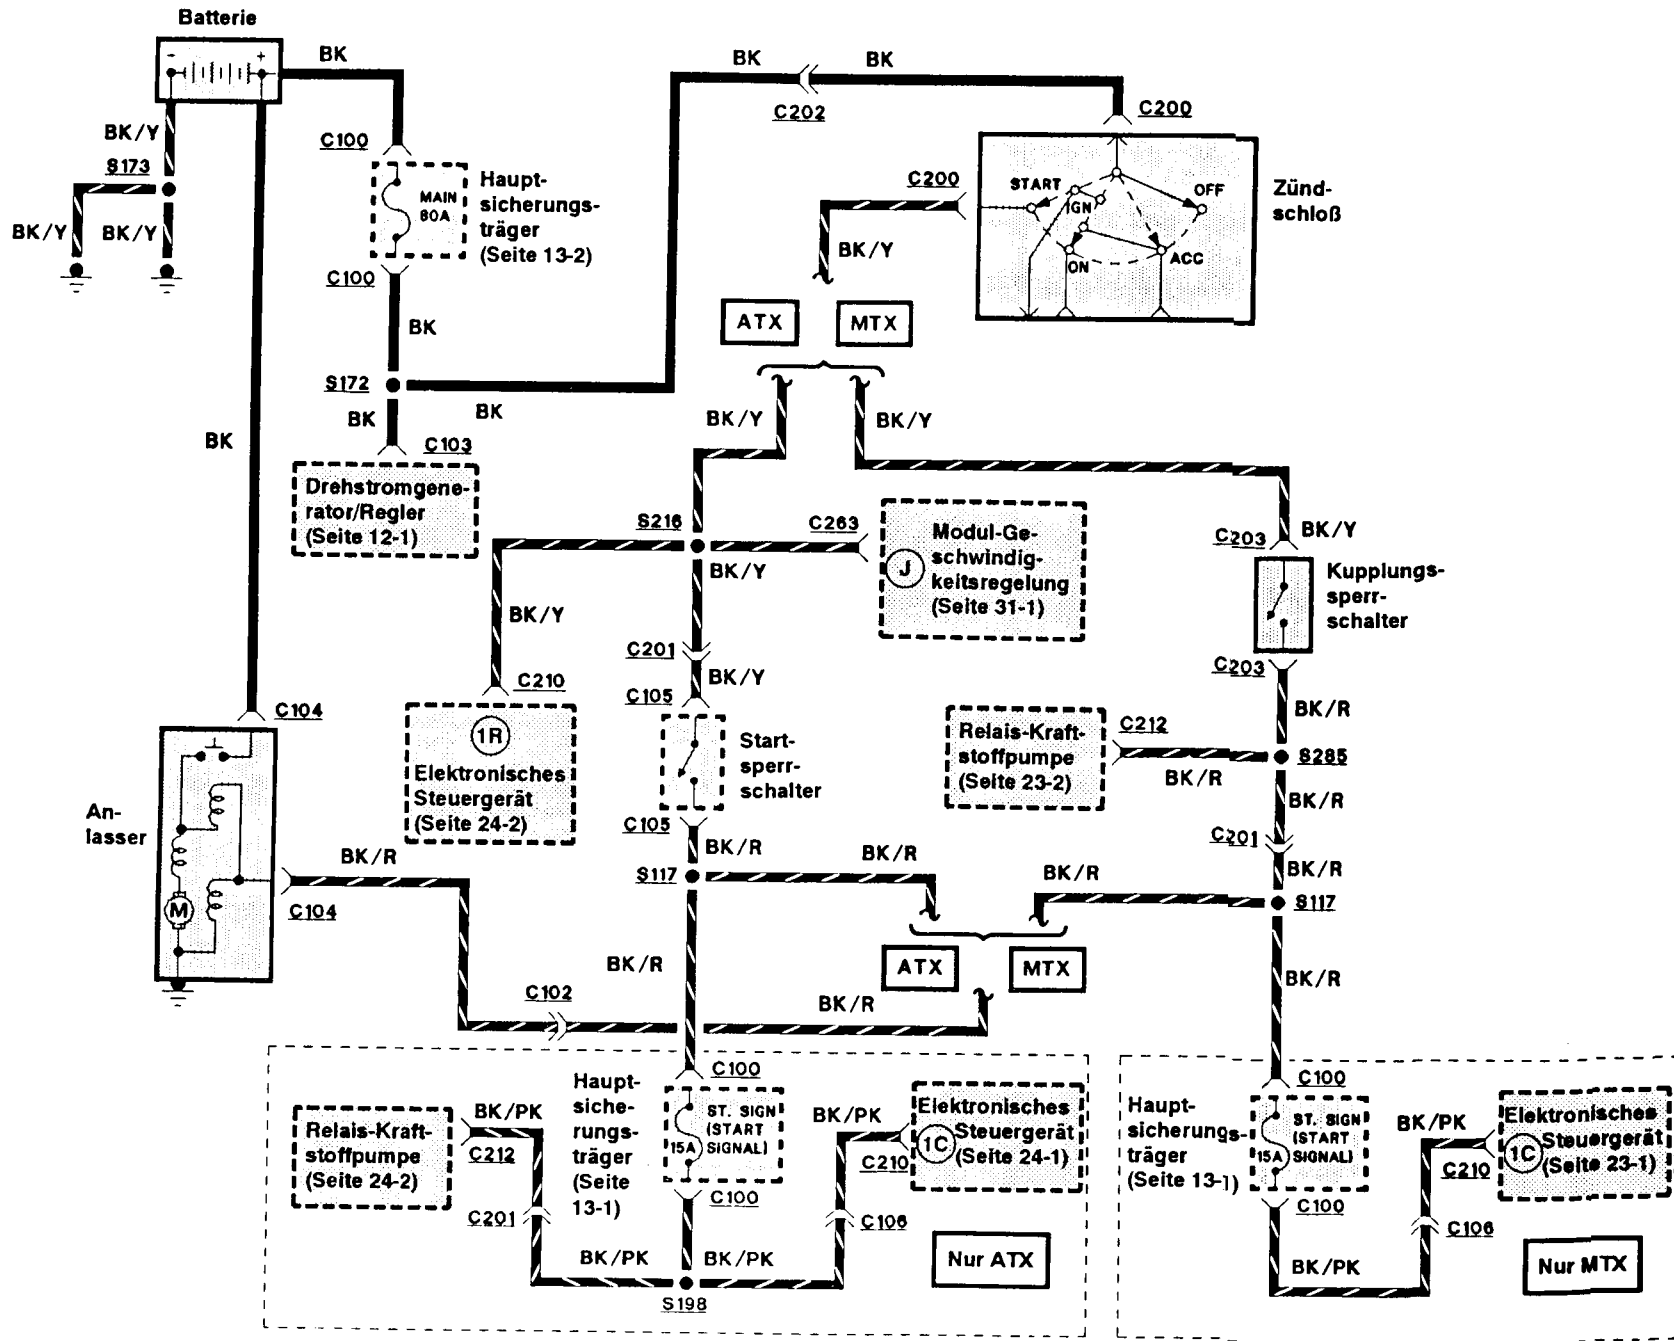 Batterie
- +
BK
BK
BK
C202
C200
BK/Y
S173
BK/Y
BK/Y
C100
MAIN
80A
Haupt-
sicherungs-
träger
(Seite 13-2)
C100
BK
C200
START
IGN
OFF
ON
ACC
Zünd-
schloß
BK/Y
ATX
MTX
S172
BK
BK
BK
C103
Drehstromgene-
rator/Regler
(Seite 12-1)
BK/Y
BK/Y
S216
C263
J
Modul-Ge-
schwindig-
keitsregelung
(Seite 31-1)
BK/Y
BK/Y
C203
BK/Y
Kupplungs-
sperr-
schalter
C203
BK/R
C201
BK/Y
C105
C210
1R
Elektronisches
Steuergerät
(Seite 24-2)
Start-
sperr-
schalter
C105
BK/R
Relais-Kraft-
stoffpumpe
(Seite 23-2)
C212
BK/R
S285
BK/R
C201
BK/R
C104
An-
lasser
M
C104
BK/R
S117
BK/R
BK/R
S117
ATX
MTX
BK/R
BK/R
C102
BK/R
Haupt-
siche-
rungs-
träger
(Seite
13-1)
C100
ST. SIGN
(START
SIGNAL)
15A
C100
Relais-Kraft-
stoffpumpe
(Seite 24-2)
BK/PK
C212
C201
BK/PK
BK/PK
S198
BK/PK
C210
C106
Elektronisches
Steuergerät
1C
(Seite 24-1)
Nur ATX
Haupt-
sicherungs-
träger
(Seite 13-1)
C100
ST. SIGN
(START
SIGNAL)
15A
C100
BK/PK
BK/PK
C210
C106
Elektronisches
Steuergerät
1C
(Seite 23-1)
Nur MTX